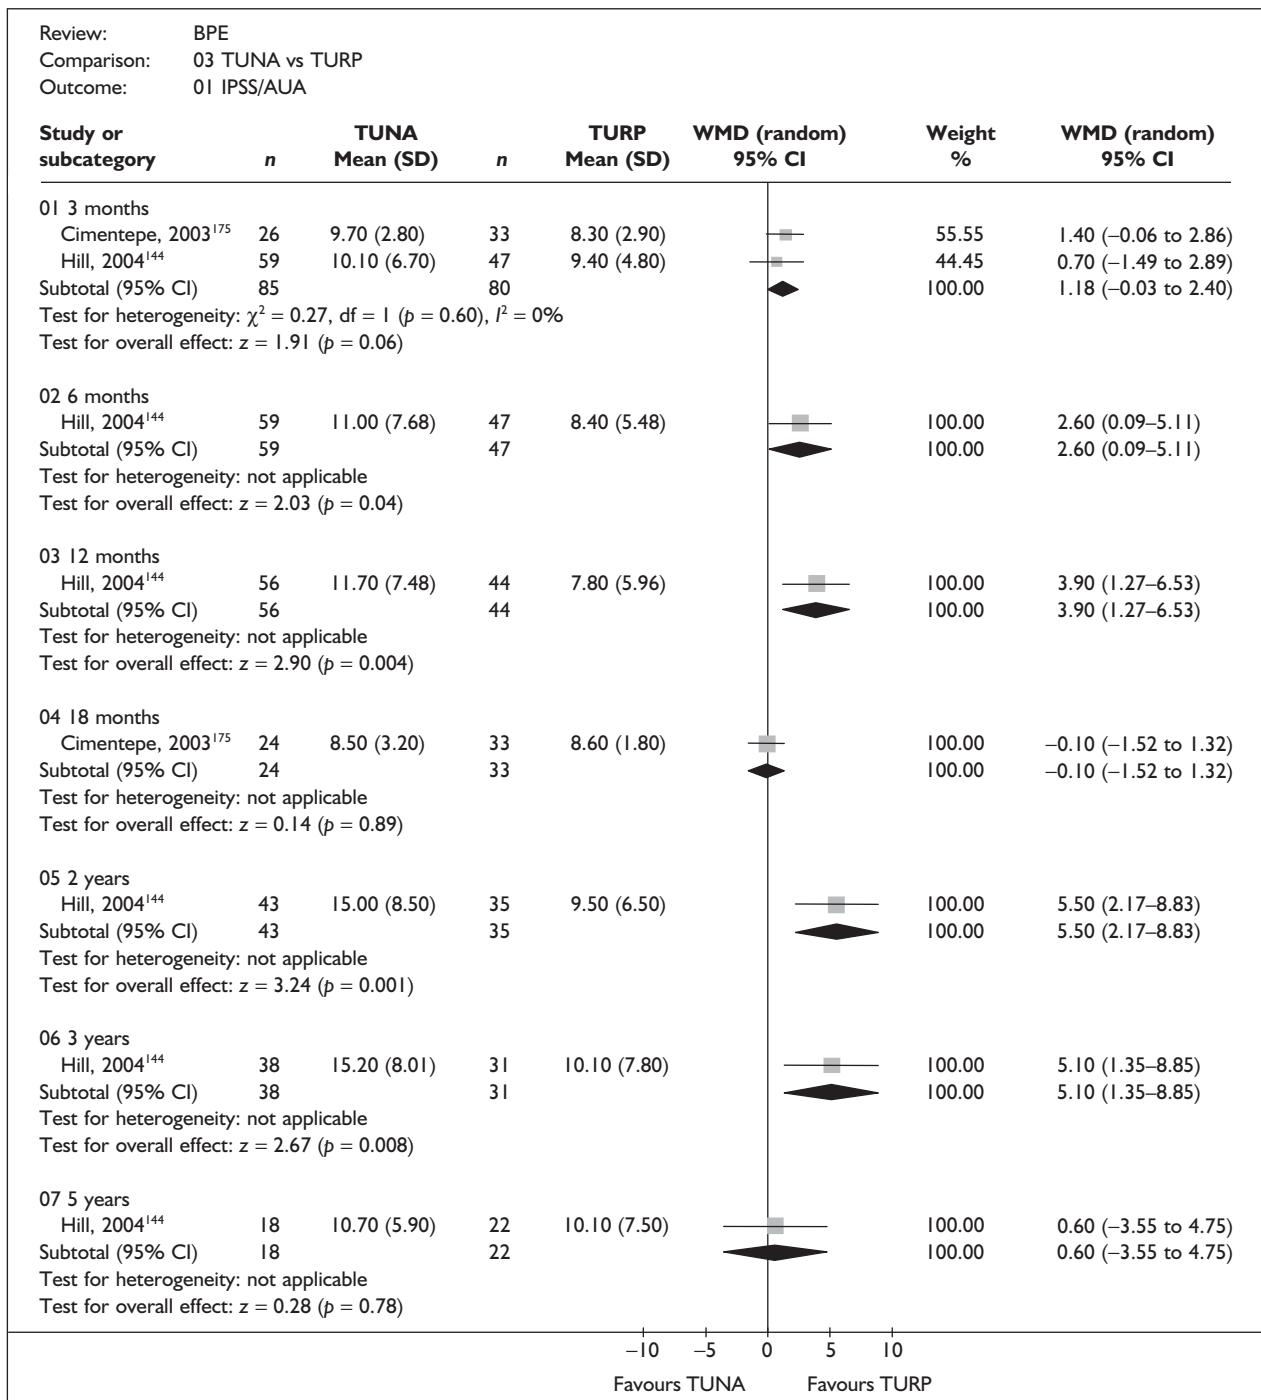 Review: BPE
Comparison: 03 TUNA vs TURP
Outcome: 01 IPSS/AUA
Study or TUNA TURP WMD (random) Weight WMD (random)
subcategory n Mean (SD) n Mean (SD) 95% CI % 95% CI
01 3 months
Cimentepe, 2003¹⁷⁵ 26 9.70 (2.80) 33 8.30 (2.90) 55.55 1.40 (−0.06 to 2.86)
Hill, 2004¹⁴⁴ 59 10.10 (6.70) 47 9.40 (4.80) 44.45 0.70 (−1.49 to 2.89)
Subtotal (95% CI) 85 80 100.00 1.18 (−0.03 to 2.40)
Test for heterogeneity: χ² = 0.27, df = 1 (p = 0.60), I² = 0%
Test for overall effect: z = 1.91 (p = 0.06)
02 6 months
Hill, 2004¹⁴⁴ 59 11.00 (7.68) 47 8.40 (5.48) 100.00 2.60 (0.09–5.11)
Subtotal (95% CI) 59 47 100.00 2.60 (0.09–5.11)
Test for heterogeneity: not applicable
Test for overall effect: z = 2.03 (p = 0.04)
03 12 months
Hill, 2004¹⁴⁴ 56 11.70 (7.48) 44 7.80 (5.96) 100.00 3.90 (1.27–6.53)
Subtotal (95% CI) 56 44 100.00 3.90 (1.27–6.53)
Test for heterogeneity: not applicable
Test for overall effect: z = 2.90 (p = 0.004)
04 18 months
Cimentepe, 2003¹⁷⁵ 24 8.50 (3.20) 33 8.60 (1.80) 100.00 −0.10 (−1.52 to 1.32)
Subtotal (95% CI) 24 33 100.00 −0.10 (−1.52 to 1.32)
Test for heterogeneity: not applicable
Test for overall effect: z = 0.14 (p = 0.89)
05 2 years
Hill, 2004¹⁴⁴ 43 15.00 (8.50) 35 9.50 (6.50) 100.00 5.50 (2.17–8.83)
Subtotal (95% CI) 43 35 100.00 5.50 (2.17–8.83)
Test for heterogeneity: not applicable
Test for overall effect: z = 3.24 (p = 0.001)
06 3 years
Hill, 2004¹⁴⁴ 38 15.20 (8.01) 31 10.10 (7.80) 100.00 5.10 (1.35–8.85)
Subtotal (95% CI) 38 31 100.00 5.10 (1.35–8.85)
Test for heterogeneity: not applicable
Test for overall effect: z = 2.67 (p = 0.008)
07 5 years
Hill, 2004¹⁴⁴ 18 10.70 (5.90) 22 10.10 (7.50) 100.00 0.60 (−3.55 to 4.75)
Subtotal (95% CI) 18 22 100.00 0.60 (−3.55 to 4.75)
Test for heterogeneity: not applicable
Test for overall effect: z = 0.28 (p = 0.78)
−10 −5 0 5 10
Favours TUNA Favours TURP